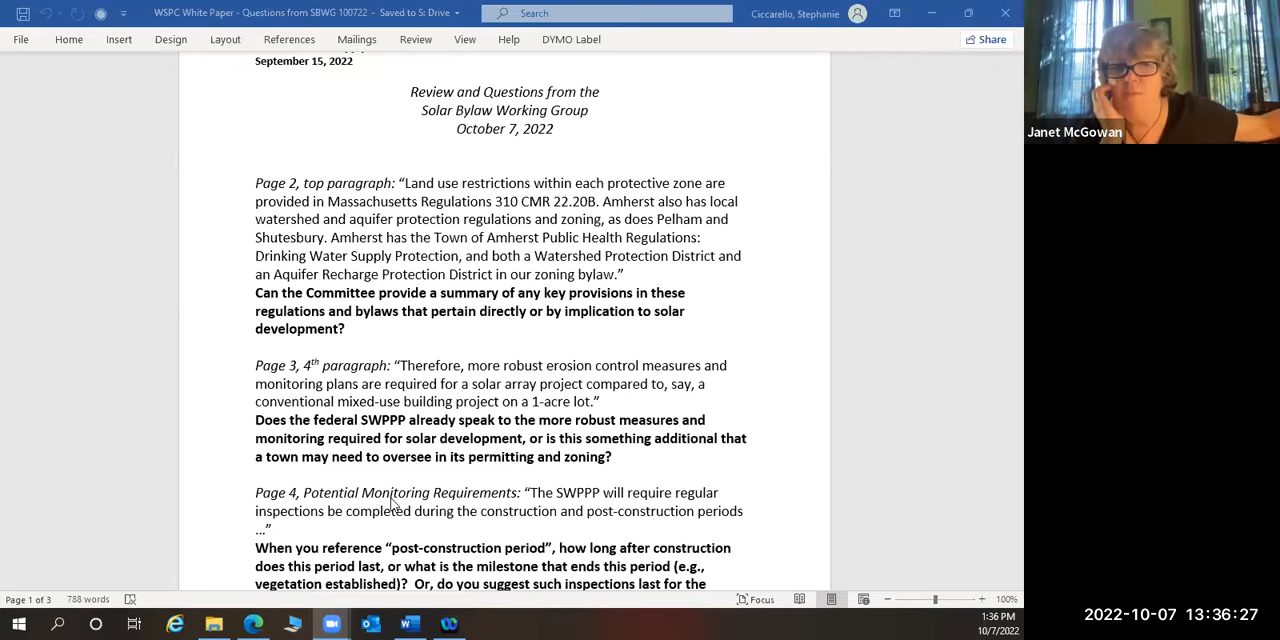 WSPC White Paper - Questions from SBWG 100722 - Saved to S: Drive
Search
Ciccarello, Stephanie
File Home Insert Design Layout References Mailings Review View Help DYMO Label
Share
September 15, 2022
Review and Questions from the
Solar Bylaw Working Group
October 7, 2022
Page 2, top paragraph: “Land use restrictions within each protective zone are
provided in Massachusetts Regulations 310 CMR 22.20B. Amherst also has local
watershed and aquifer protection regulations and zoning, as does Pelham and
Shutesbury. Amherst has the Town of Amherst Public Health Regulations:
Drinking Water Supply Protection, and both a Watershed Protection District and
an Aquifer Recharge Protection District in our zoning bylaw.”
Can the Committee provide a summary of any key provisions in these
regulations and bylaws that pertain directly or by implication to solar
development?
Page 3, 4th paragraph: “Therefore, more robust erosion control measures and
monitoring plans are required for a solar array project compared to, say, a
conventional mixed-use building project on a 1-acre lot.”
Does the federal SWPPP already speak to the more robust measures and
monitoring required for solar development, or is this something additional that
a town may need to oversee in its permitting and zoning?
Page 4, Potential Monitoring Requirements: “The SWPPP will require regular
inspections be completed during the construction and post-construction periods
…”
When you reference “post-construction period”, how long after construction
does this period last, or what is the milestone that ends this period (e.g.,
vegetation established)? Or, do you suggest such inspections last for the
Page 1 of 3 788 words
Focus
100%
1:36 PM
10/7/2022
Janet McGowan
2022-10-07 13:36:27